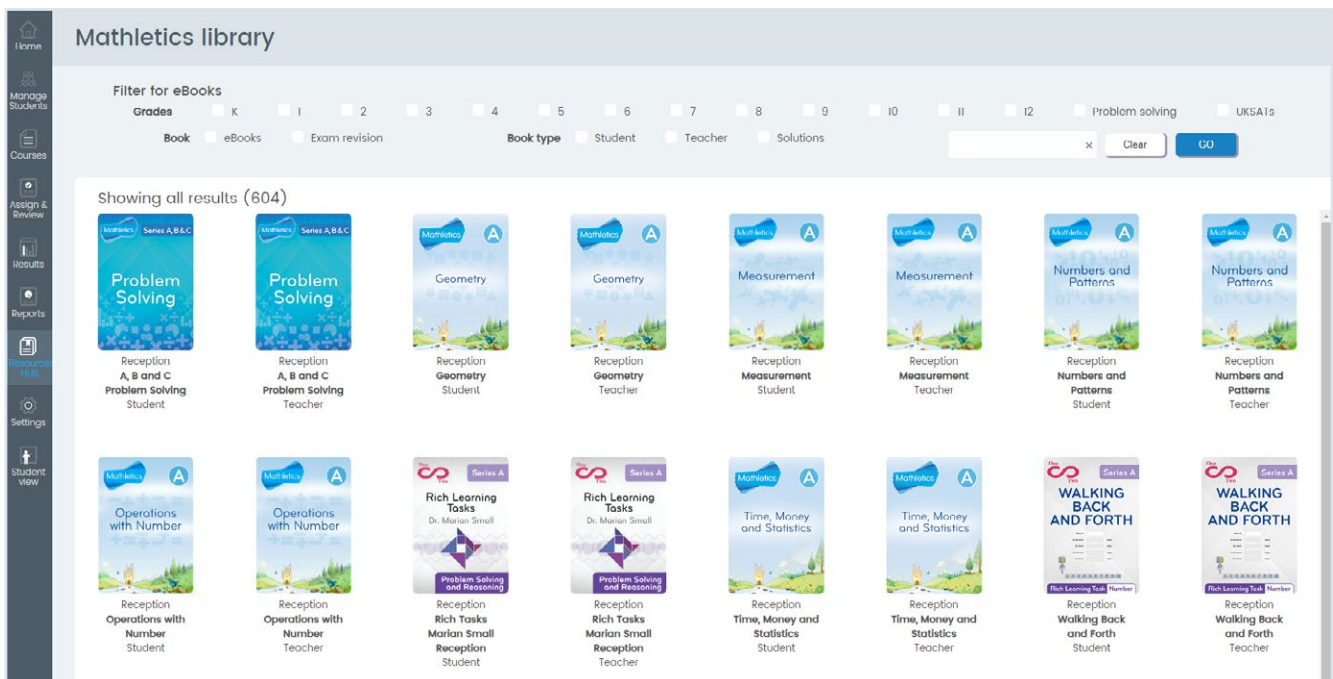 Mathletics library
Home
Manage
Students
Courses
Assign &
Review
Results
Reports
Resources
HUB
Settings
Student
view
Filter for eBooks
Grades K 1 2 3 4 5 6 7 8 9 10 11 12 Problem solving UKSATs
Book eBooks Exam revision Book type Student Teacher Solutions × Clear GO
Showing all results (604)
Mathletics Series A,B&C
Problem
Solving
Reception
A, B and C
Problem Solving
Student
Mathletics Series A,B&C
Problem
Solving
Reception
A, B and C
Problem Solving
Teacher
Mathletics A
Geometry
Reception
Geometry
Student
Mathletics A
Geometry
Reception
Geometry
Teacher
Mathletics A
Measurement
Reception
Measurement
Student
Mathletics A
Measurement
Reception
Measurement
Teacher
Mathletics A
Numbers and
Patterns
Reception
Numbers and
Patterns
Student
Mathletics A
Numbers and
Patterns
Reception
Numbers and
Patterns
Teacher
Mathletics A
Operations
with Number
Reception
Operations with
Number
Student
Mathletics A
Operations
with Number
Reception
Operations with
Number
Teacher
One
Two
Series A
Rich Learning
Tasks
Dr. Marian Small
Problem Solving
and Reasoning
Reception
Rich Tasks
Marian Small
Reception
Student
One
Two
Series A
Rich Learning
Tasks
Dr. Marian Small
Problem Solving
and Reasoning
Reception
Rich Tasks
Marian Small
Reception
Teacher
Mathletics A
Time, Money
and Statistics
Reception
Time, Money and
Statistics
Student
Mathletics A
Time, Money
and Statistics
Reception
Time, Money and
Statistics
Teacher
One
Two
Series A
WALKING
BACK
AND FORTH
Rich Learning Task Number
Reception
Walking Back
and Forth
Student
One
Two
Series A
WALKING
BACK
AND FORTH
Rich Learning Task Number
Reception
Walking Back
and Forth
Teacher